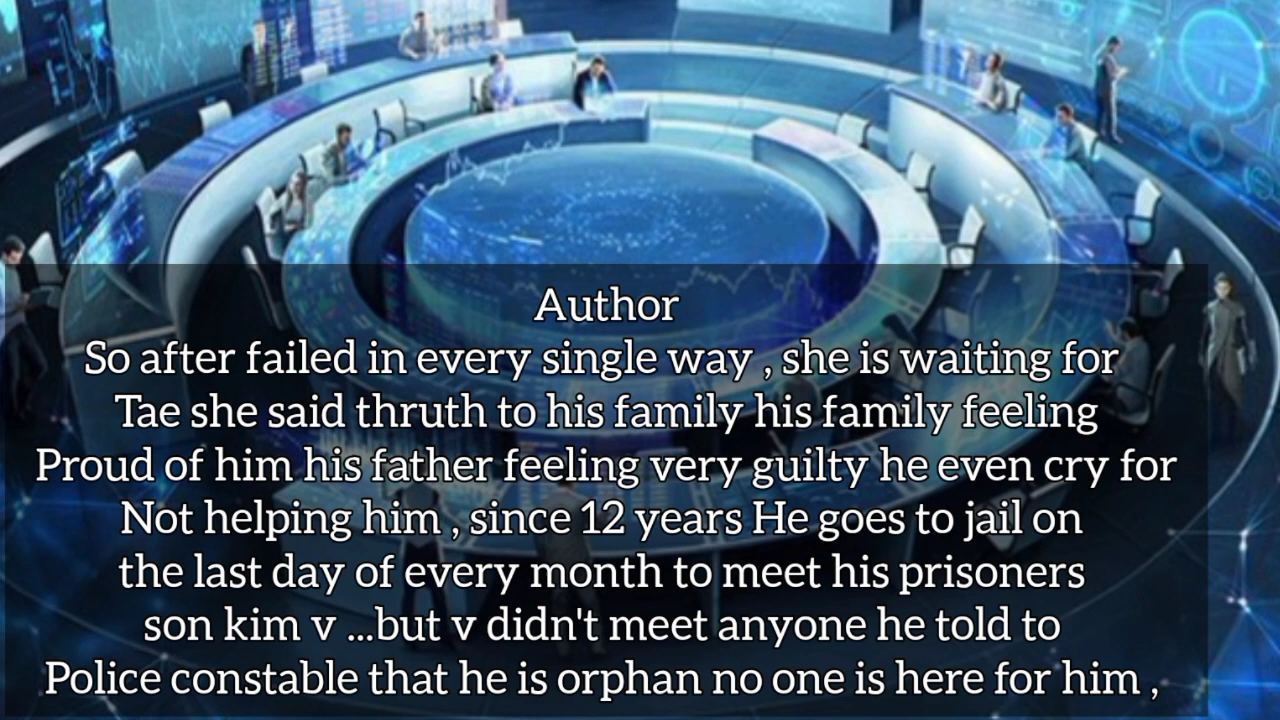 Author
So after failed in every single way , she is waiting for
Tae she said thruth to his family his family feeling
Proud of him his father feeling very guilty he even cry for
Not helping him , since 12 years He goes to jail on
the last day of every month to meet his prisoners
son kim v ...but v didn't meet anyone he told to
Police constable that he is orphan no one is here for him ,